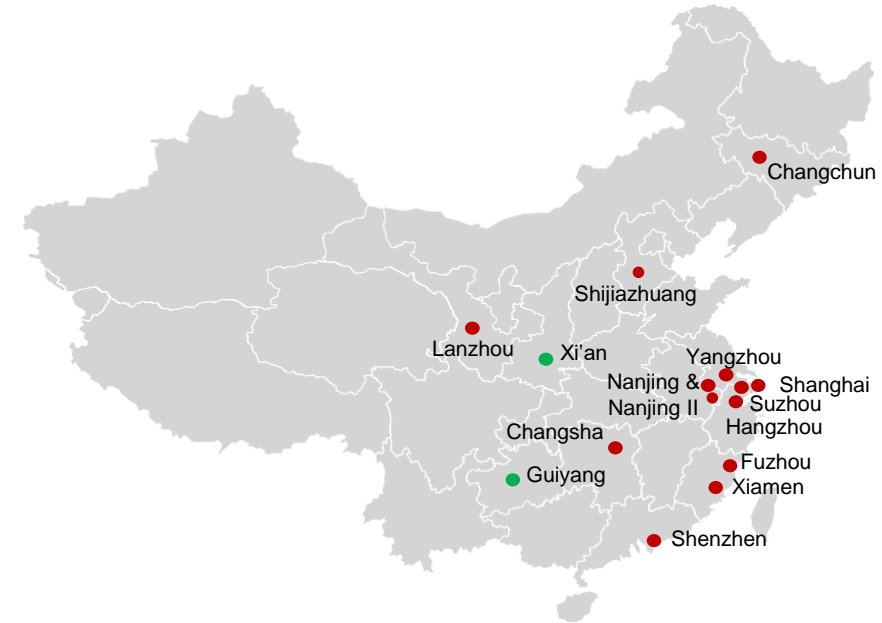 Changchun
Shijiazhuang
Lanzhou
Xi’an
Yangzhou
Nanjing &
Nanjing II
Shanghai
Suzhou
Hangzhou
Changsha
Fuzhou
Guiyang
Xiamen
Shenzhen